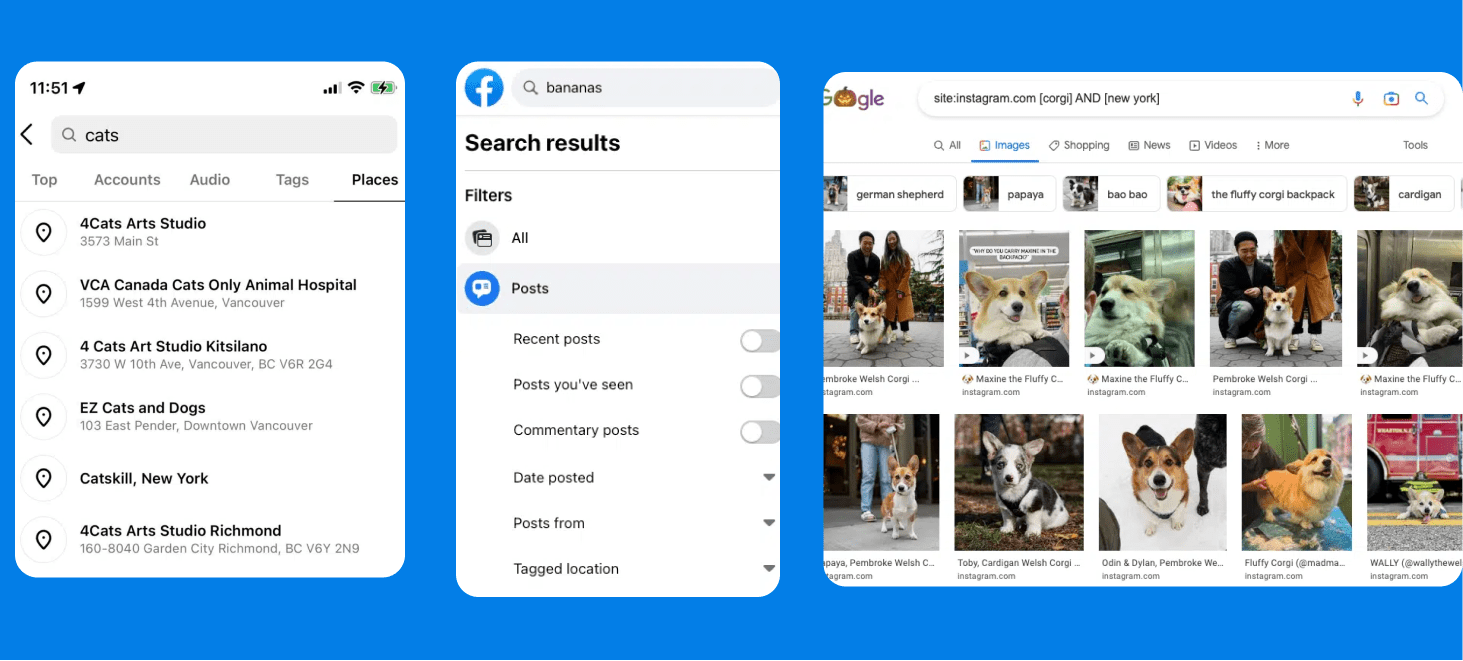 11:51
cats
Top Accounts Audio Tags Places
4Cats Arts Studio
3573 Main St
VCA Canada Cats Only Animal Hospital
1599 West 4th Avenue, Vancouver
4 Cats Art Studio Kitsilano
3730 W 10th Ave, Vancouver, BC V6R 2G4
EZ Cats and Dogs
103 East Pender, Downtown Vancouver
Catskill, New York
4Cats Arts Studio Richmond
160-8040 Garden City Richmond, BC V6Y 2N9
bananas
Search results
Filters
All
Posts
Recent posts
Posts you've seen
Commentary posts
Date posted
Posts from
Tagged location
Google
site:instagram.com [corgi] AND [new york]
All Images Shopping News Videos More Tools
german shepherd papaya bao bao the fluffy corgi backpack cardigan
"WHY DO YOU CARRY MAXINE IN THE
BACKPACK?"
mbroke Welsh Corgi ... Maxine the Fluffy C... Maxine the Fluffy C... Pembroke Welsh Corgi ... Maxine the Fluffy C...
tagram.com instagram.com instagram.com instagram.com instagram.com
paya, Pembroke Welsh C... Toby, Cardigan Welsh Corgi ... Odin & Dylan, Pembroke We... Fluffy Corgi (@madma... WALLY (@wallythewel
tagram.com instagram.com instagram.com instagram.com instagram.com